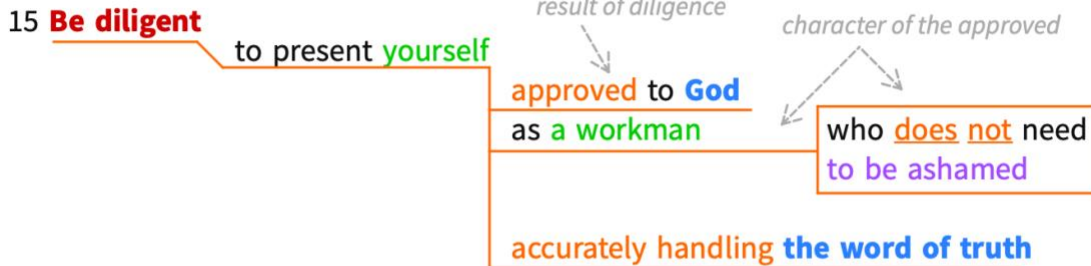 result of diligence
character of the approved
15 Be diligent
to present yourself
approved to God
as a workman
who does not need
to be ashamed
accurately handling the word of truth